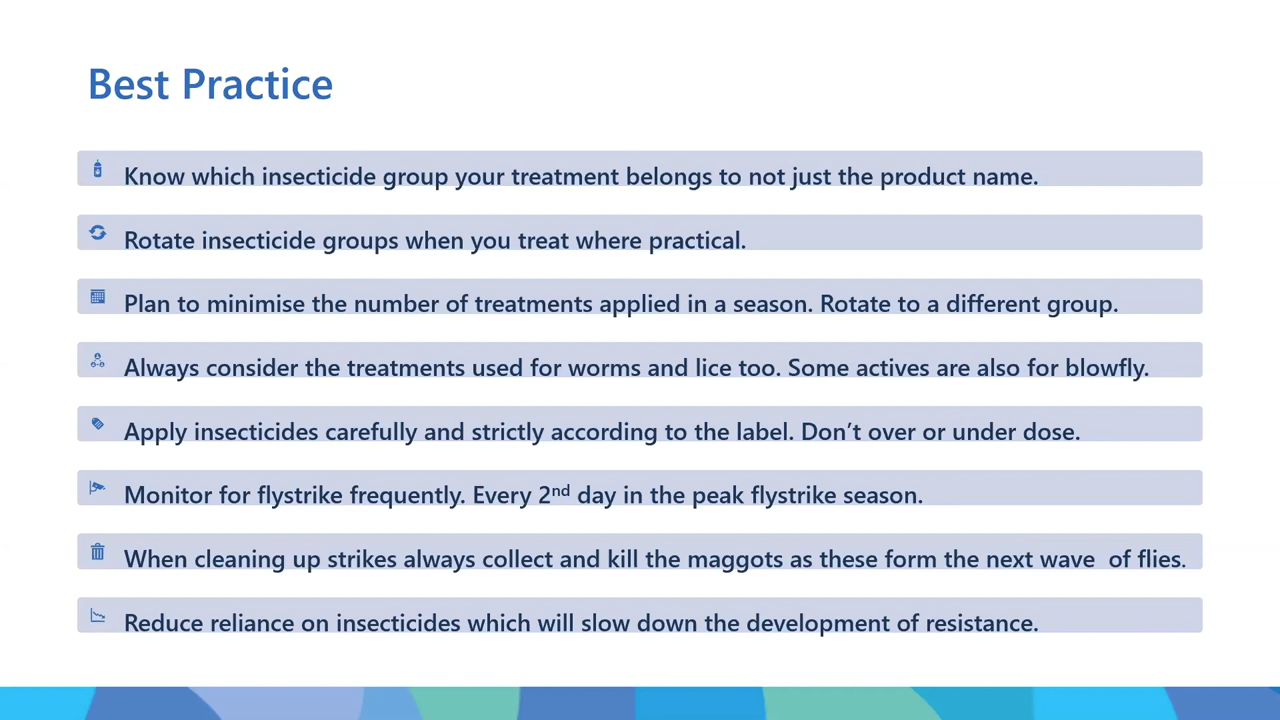 Best Practice
Know which insecticide group your treatment belongs to not just the product name.
Rotate insecticide groups when you treat where practical.
Plan to minimise the number of treatments applied in a season. Rotate to a different group.
Always consider the treatments used for worms and lice too. Some actives are also for blowfly.
Apply insecticides carefully and strictly according to the label. Don’t over or under dose.
Monitor for flystrike frequently. Every 2nd day in the peak flystrike season.
When cleaning up strikes always collect and kill the maggots as these form the next wave  of flies.
Reduce reliance on insecticides which will slow down the development of resistance.